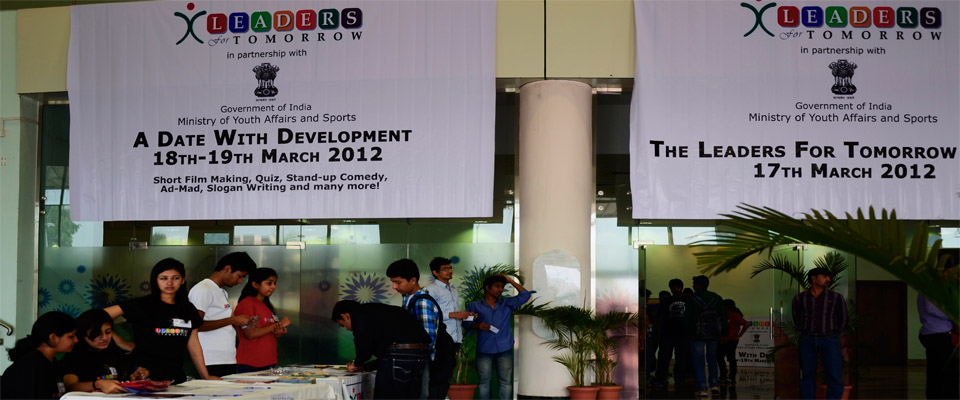 LEADERS
for TOMORROW
in partnership with
Government of India
Ministry of Youth Affairs and Sports
A DATE WITH DEVELOPMENT
18TH-19TH MARCH 2012
Short Film Making, Quiz, Stand-up Comedy,
Ad-Mad, Slogan Writing and many more!
LEADERS
for TOMORROW
in partnership with
Government of India
Ministry of Youth Affairs and Sports
THE LEADERS FOR TOMORROW
17TH MARCH 2012
LEADERS